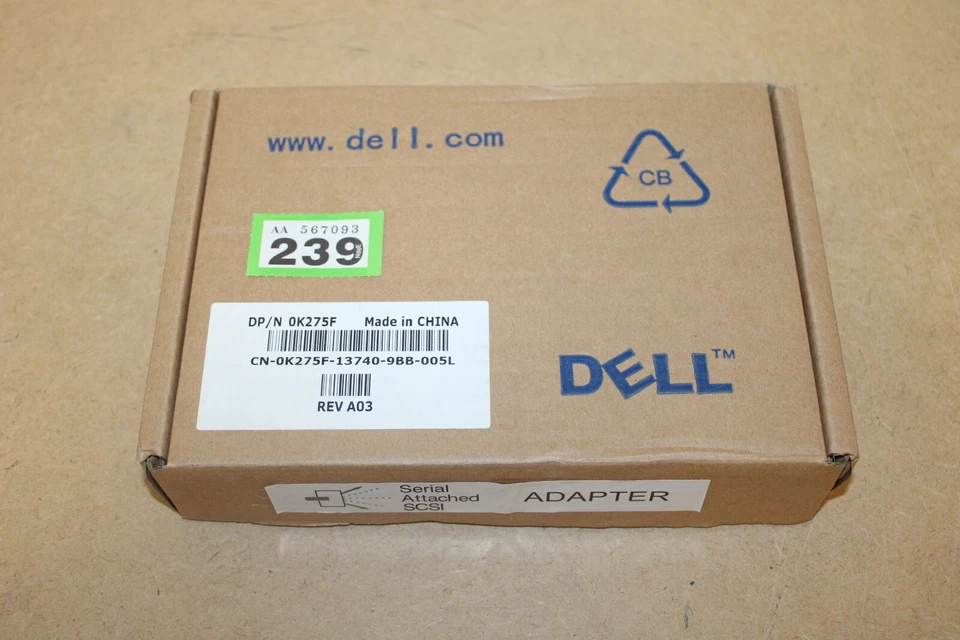 www.dell.com
CB
AA 567093
239
DP/N 0K275F Made in CHINA
CN-0K275F-13740-9BB-005L
REV A03
DELL™
Serial
Attached
SCSI
ADAPTER